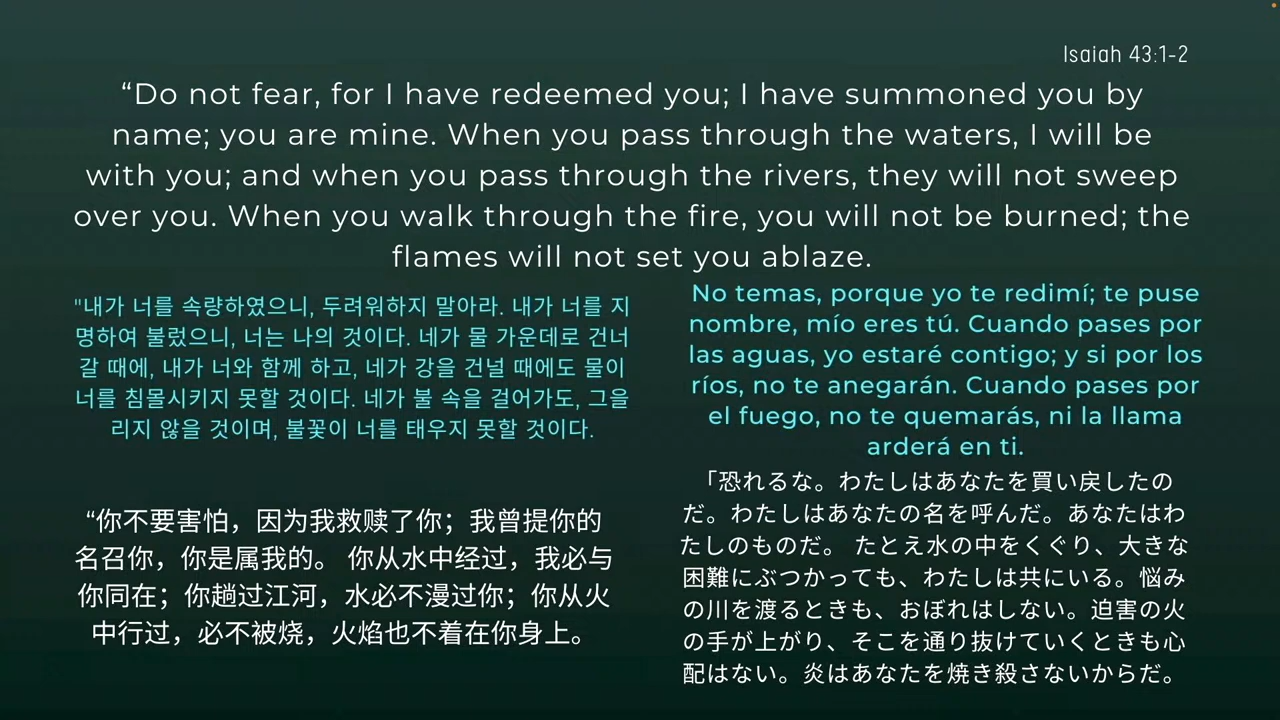 Isaiah 43:1-2
“Do not fear, for I have redeemed you; I have summoned you by
name; you are mine. When you pass through the waters, I will be
with you; and when you pass through the rivers, they will not sweep
over you. When you walk through the fire, you will not be burned; the
flames will not set you ablaze.
"내가 너를 속량하였으니, 두려워하지 말아라. 내가 너를 지
명하여 불렀으니, 너는 나의 것이다. 네가 물 가운데로 건너
갈 때에, 내가 너와 함께 하고, 네가 강을 건널 때에도 물이
너를 침몰시키지 못할 것이다. 네가 불 속을 걸어가도, 그을
리지 않을 것이며, 불꽃이 너를 태우지 못할 것이다.
No temas, porque yo te redimí; te puse
nombre, mío eres tú. Cuando pases por
las aguas, yo estaré contigo; y si por los
ríos, no te anegarán. Cuando pases por
el fuego, no te quemarás, ni la llama
arderá en ti.
“你不要害怕，因为我救赎了你；我曾提你的
名召你，你是属我的。 你从水中经过，我必与
你同在；你趟过江河，水必不漫过你；你从火
中行过，必不被烧，火焰也不着在你身上。
「恐れるな。わたしはあなたを買い戻したの
だ。わたしはあなたの名を呼んだ。あなたはわ
たしのものだ。 たとえ水の中をくぐり、大きな
困難にぶつかっても、わたしは共にいる。悩み
の川を渡るときも、おぼれはしない。迫害の火
の手が上がり、そこを通り抜けていくときも心
配はない。炎はあなたを焼き殺さないからだ。